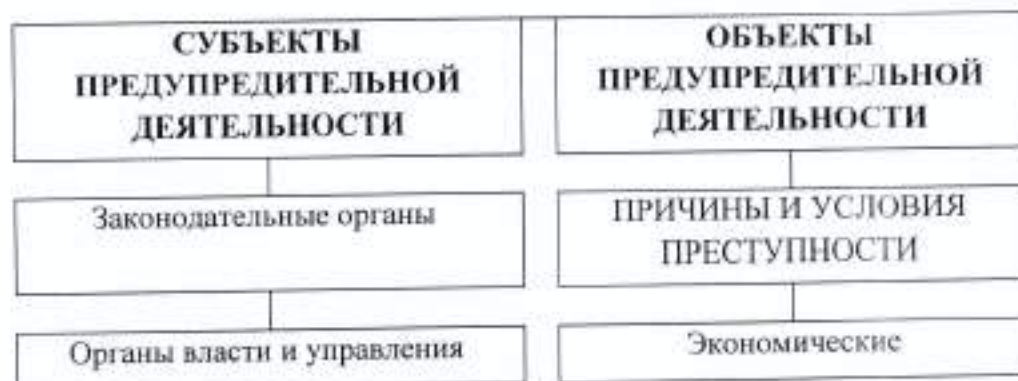 СУБЪЕКТЫ
ПРЕДУПРЕДИТЕЛЬНОЙ
ДЕЯТЕЛЬНОСТИ
Законодательные органы
Органы власти и управления
ОБЪЕКТЫ
ПРЕДУПРЕДИТЕЛЬНОЙ
ДЕЯТЕЛЬНОСТИ
ПРИЧИНЫ И УСЛОВИЯ
ПРЕСТУПНОСТИ
Экономические